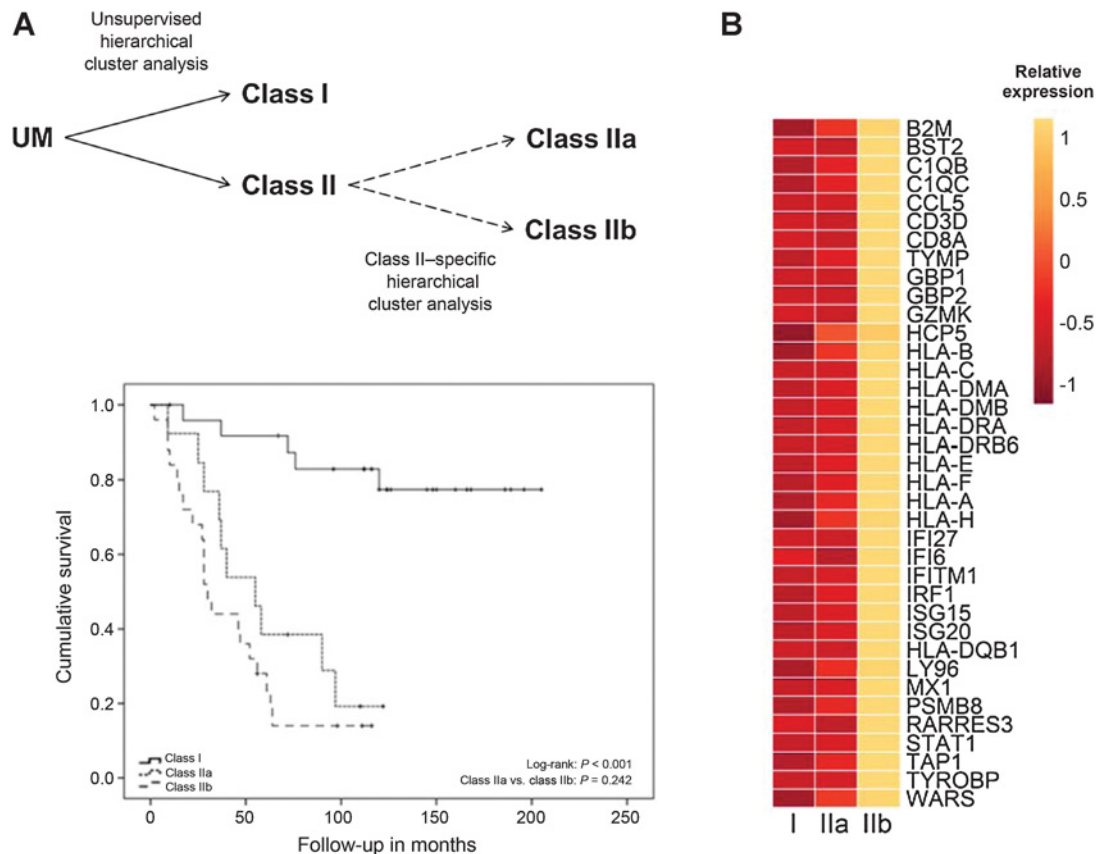 A
Unsupervised
hierarchical
cluster analysis
UM
Class I
Class II
Class IIa
Class IIb
Class II–specific
hierarchical
cluster analysis
Cumulative survival
1.0
0.8
0.6
0.4
0.2
0.0
Class I
Class IIa
Class IIb
Log-rank: P < 0.001
Class IIa vs. class IIb: P = 0.242
0 50 100 150 200 250
Follow-up in months
B
Relative
expression
1
0.5
0
-0.5
-1
B2M
BST2
C1QB
C1QC
CCL5
CD3D
CD8A
TYMP
GBP1
GBP2
GZMK
HCP5
HLA-B
HLA-C
HLA-DMA
HLA-DMB
HLA-DRA
HLA-DRB6
HLA-E
HLA-F
HLA-A
HLA-H
IFI27
IFI6
IFITM1
IRF1
ISG15
ISG20
HLA-DQB1
LY96
MX1
PSMB8
RARRES3
STAT1
TAP1
TYROBP
WARS
I IIa IIb